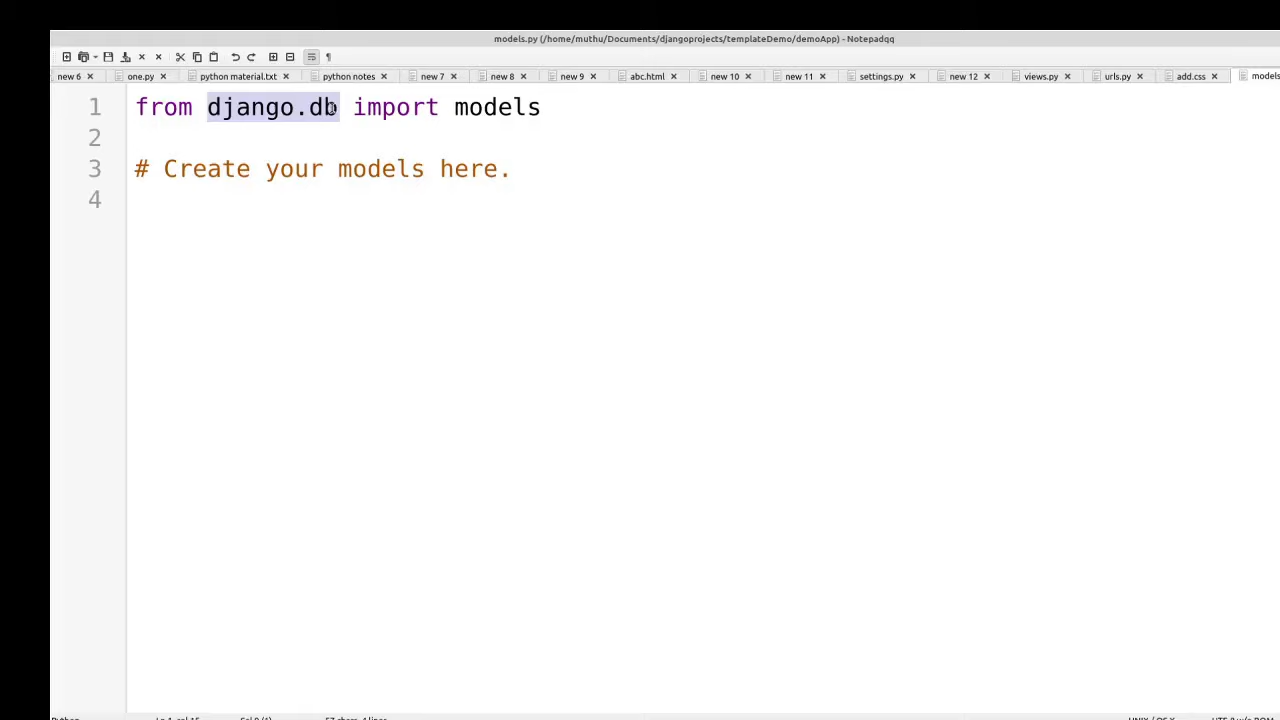 models.py (/home/muthu/Documents/djangoprojects/templateDemo/demoApp) - Notepadqq
new 6 one.py python material.txt python notes new 7 new 8 new 9 abc.html new 10 new 11 settings.py new 12 views.py urls.py add.css models
1 from django.db import models
2
3 # Create your models here.
4